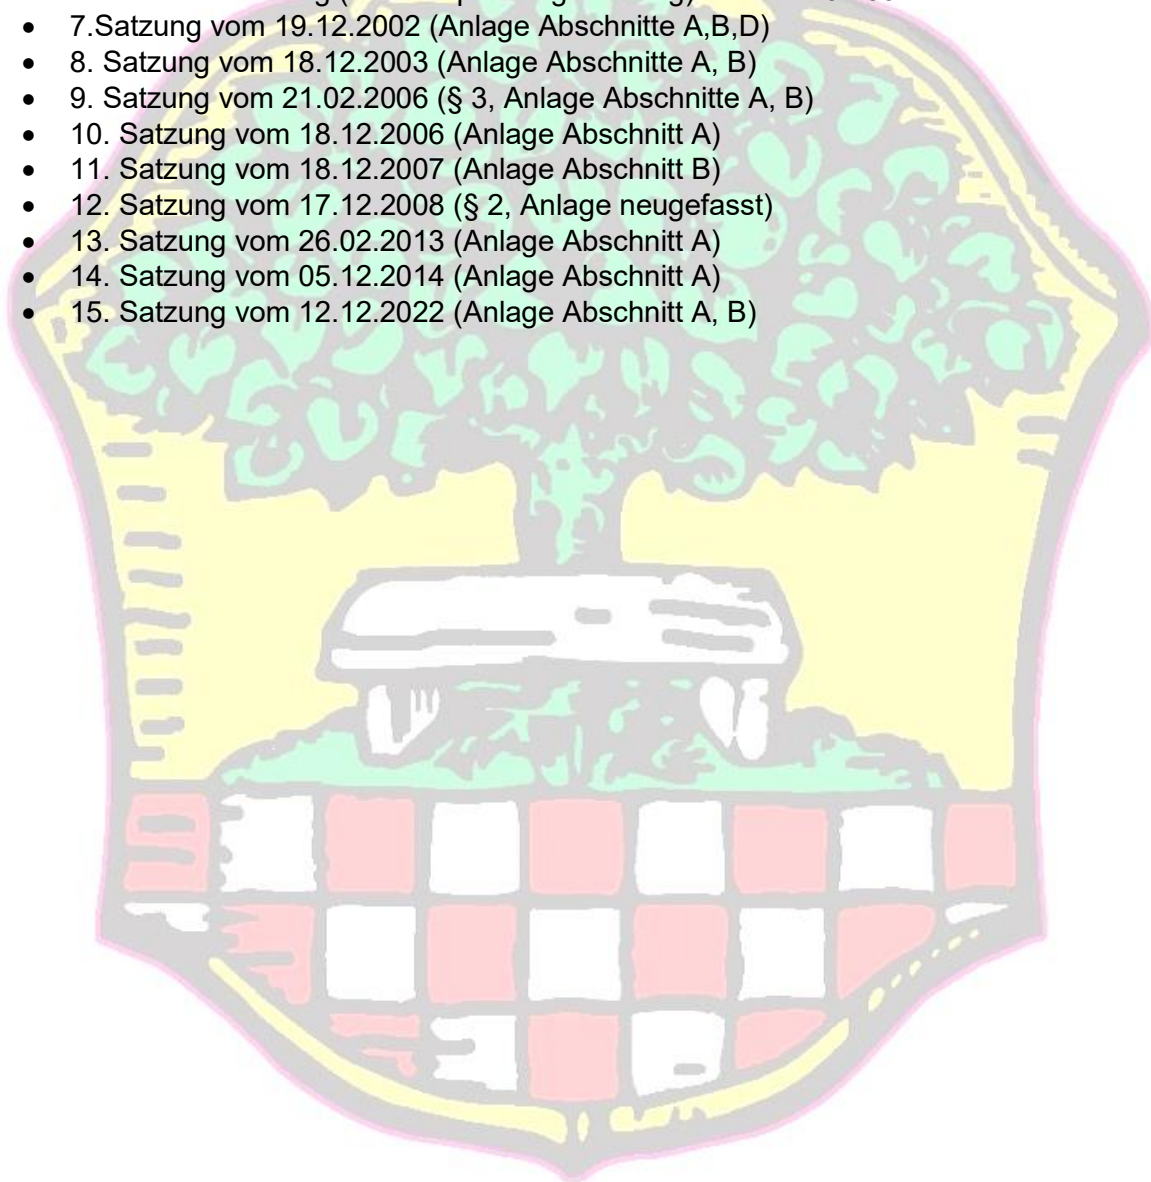 • 7.Satzung vom 19.12.2002 (Anlage Abschnitte A,B,D)
• 8. Satzung vom 18.12.2003 (Anlage Abschnitte A, B)
• 9. Satzung vom 21.02.2006 (§ 3, Anlage Abschnitte A, B)
• 10. Satzung vom 18.12.2006 (Anlage Abschnitt A)
• 11. Satzung vom 18.12.2007 (Anlage Abschnitt B)
• 12. Satzung vom 17.12.2008 (§ 2, Anlage neugefasst)
• 13. Satzung vom 26.02.2013 (Anlage Abschnitt A)
• 14. Satzung vom 05.12.2014 (Anlage Abschnitt A)
• 15. Satzung vom 12.12.2022 (Anlage Abschnitt A, B)